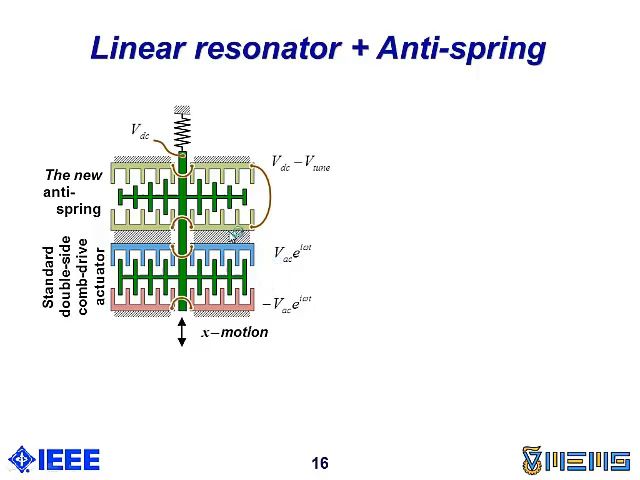 Linear resonator + Anti-spring
V_dc
V_dc − V_tune
The new
anti-
spring
Standard
double-side
comb-drive
actuator
V_ac e^{iωt}
−V_ac e^{iωt}
x–motion
IEEE
16
MEMS